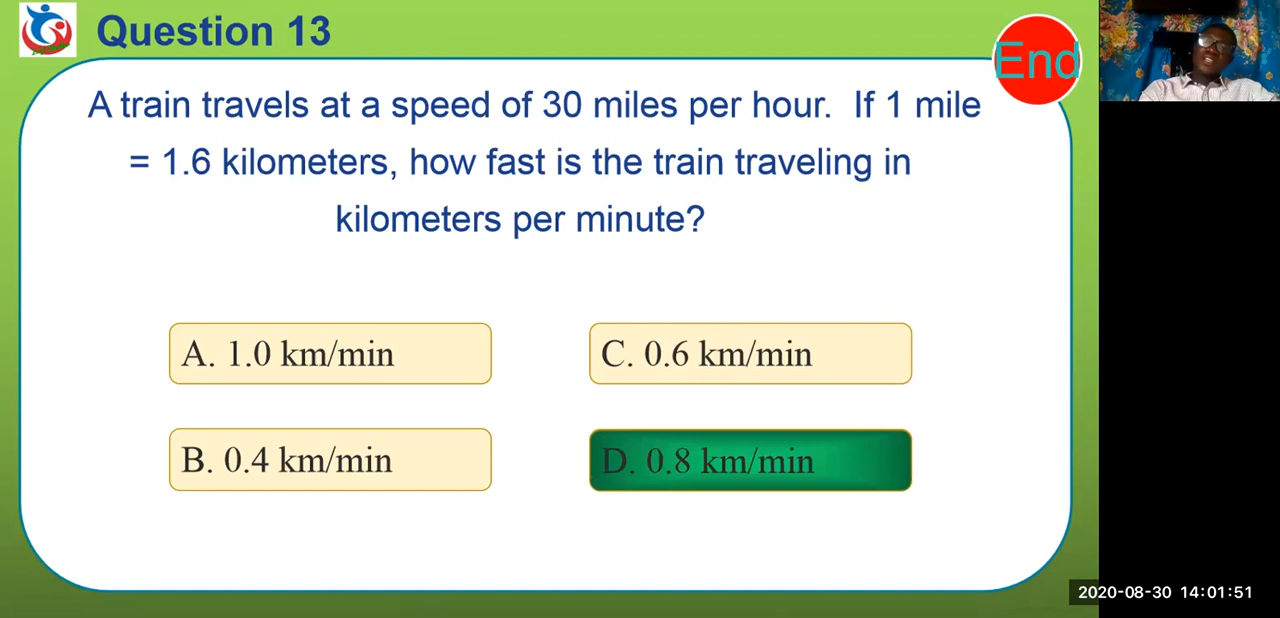 Question 13
End
A train travels at a speed of 30 miles per hour. If 1 mile
= 1.6 kilometers, how fast is the train traveling in
kilometers per minute?
A. 1.0 km/min
C. 0.6 km/min
B. 0.4 km/min
D. 0.8 km/min
2020-08-30 14:01:51